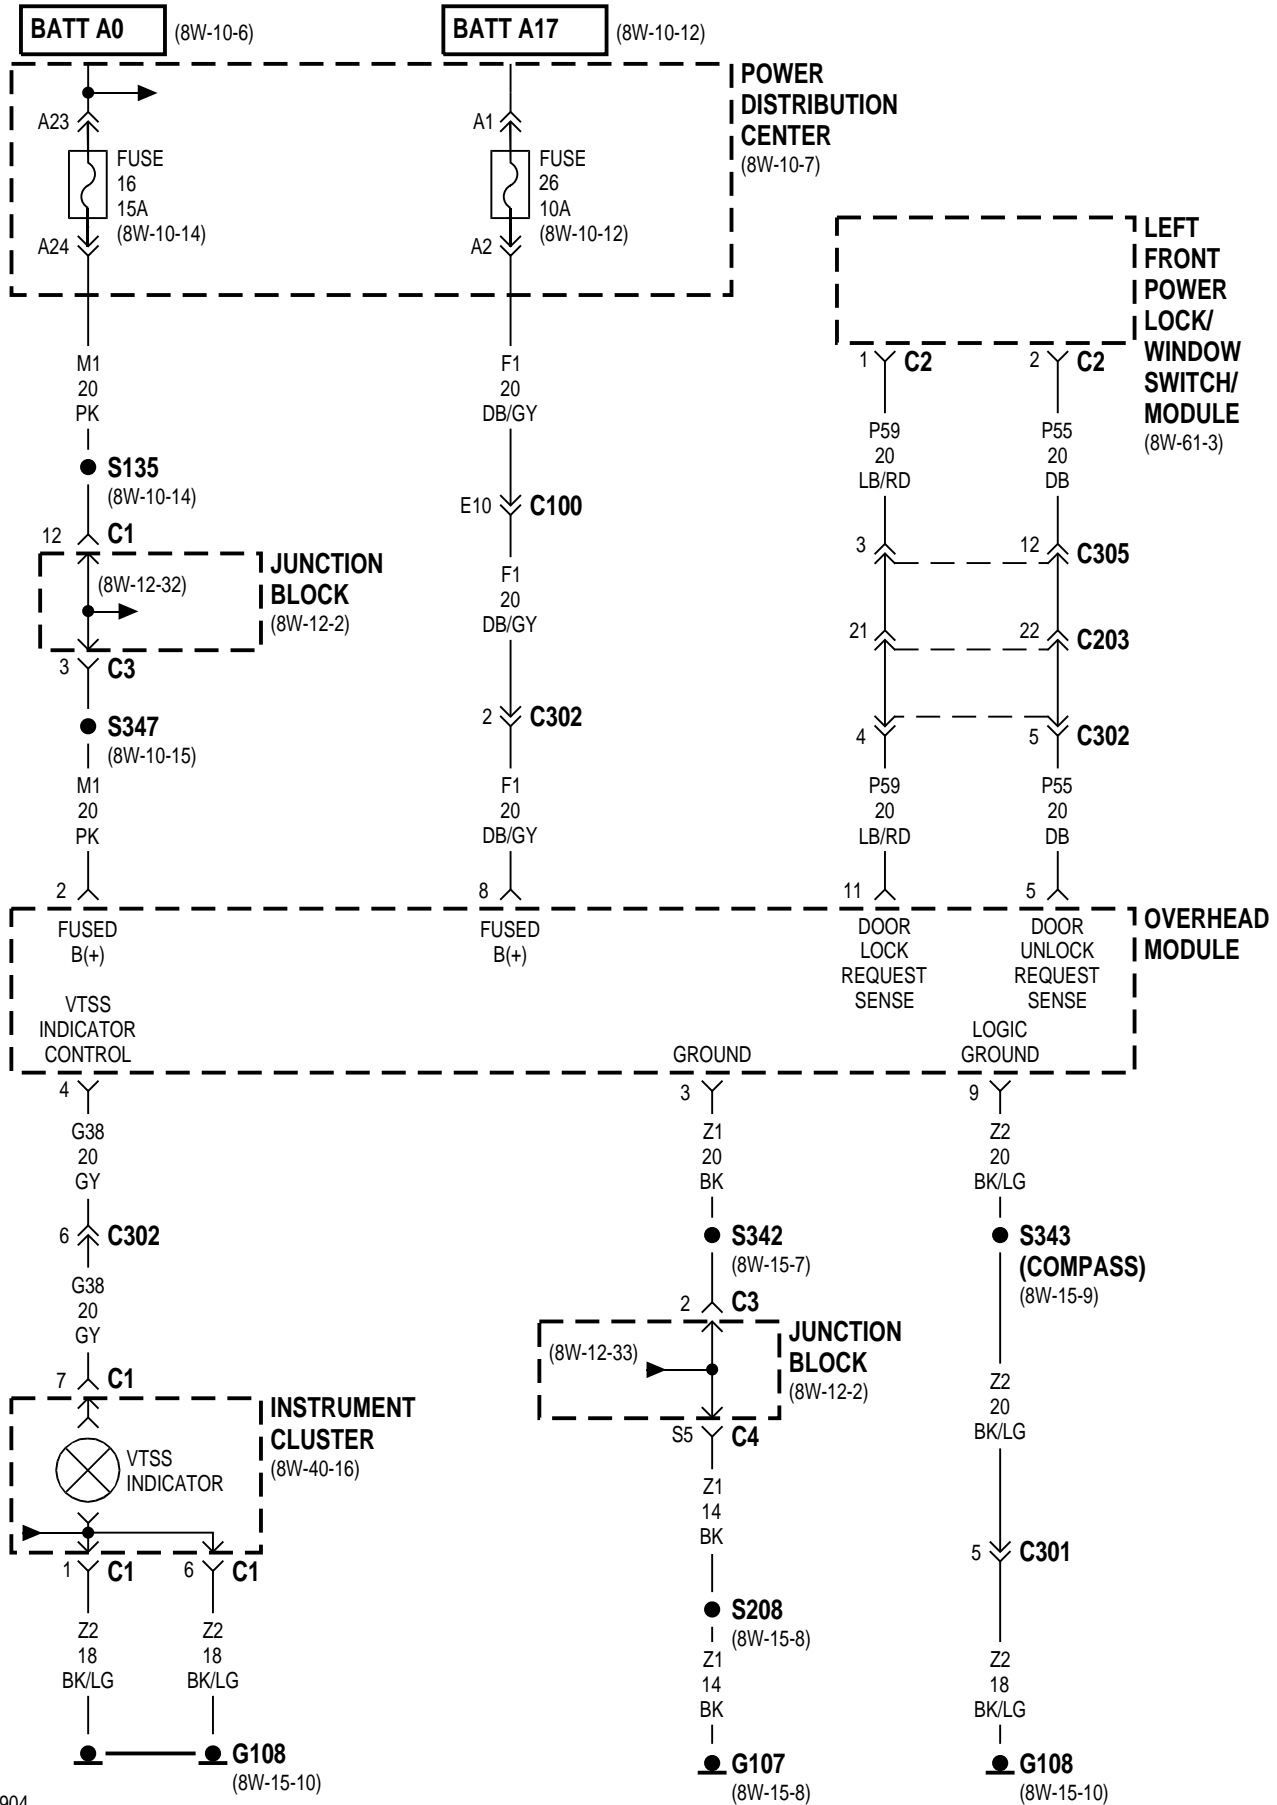 BATT A0
(8W-10-6)
BATT A17
(8W-10-12)
POWER
DISTRIBUTION
CENTER
(8W-10-7)
A23
FUSE
16
15A
(8W-10-14)
A24
A1
FUSE
26
10A
(8W-10-12)
A2
LEFT
FRONT
POWER
LOCK/
WINDOW
SWITCH/
MODULE
(8W-61-3)
1
C2
2
C2
M1
20
PK
F1
20
DB/GY
P59
20
LB/RD
P55
20
DB
S135
(8W-10-14)
12
C1
E10
C100
3
12
C305
(8W-12-32)
JUNCTION
BLOCK
(8W-12-2)
F1
20
DB/GY
21
22
C203
3
C3
S347
(8W-10-15)
2
C302
4
5
C302
M1
20
PK
F1
20
DB/GY
P59
20
LB/RD
P55
20
DB
2
8
11
5
FUSED
B(+)
FUSED
B(+)
DOOR
LOCK
REQUEST
SENSE
DOOR
UNLOCK
REQUEST
SENSE
OVERHEAD
MODULE
VTSS
INDICATOR
CONTROL
GROUND
LOGIC
GROUND
4
3
9
G38
20
GY
Z1
20
BK
Z2
20
BK/LG
6
C302
S342
(8W-15-7)
S343
(COMPASS)
(8W-15-9)
G38
20
GY
2
C3
(8W-12-33)
JUNCTION
BLOCK
(8W-12-2)
7
C1
Z2
20
BK/LG
INSTRUMENT
CLUSTER
(8W-40-16)
S5
C4
VTSS
INDICATOR
Z1
14
BK
1
C1
6
C1
5
C301
S208
(8W-15-8)
Z2
18
BK/LG
Z2
18
BK/LG
Z1
14
BK
Z2
18
BK/LG
G108
(8W-15-10)
G107
(8W-15-8)
G108
(8W-15-10)